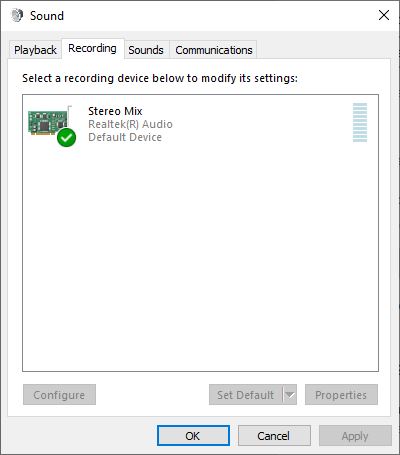 Sound
Playback Recording Sounds Communications
Select a recording device below to modify its settings:
Stereo Mix
Realtek(R) Audio
Default Device
Configure Set Default Properties
OK Cancel Apply